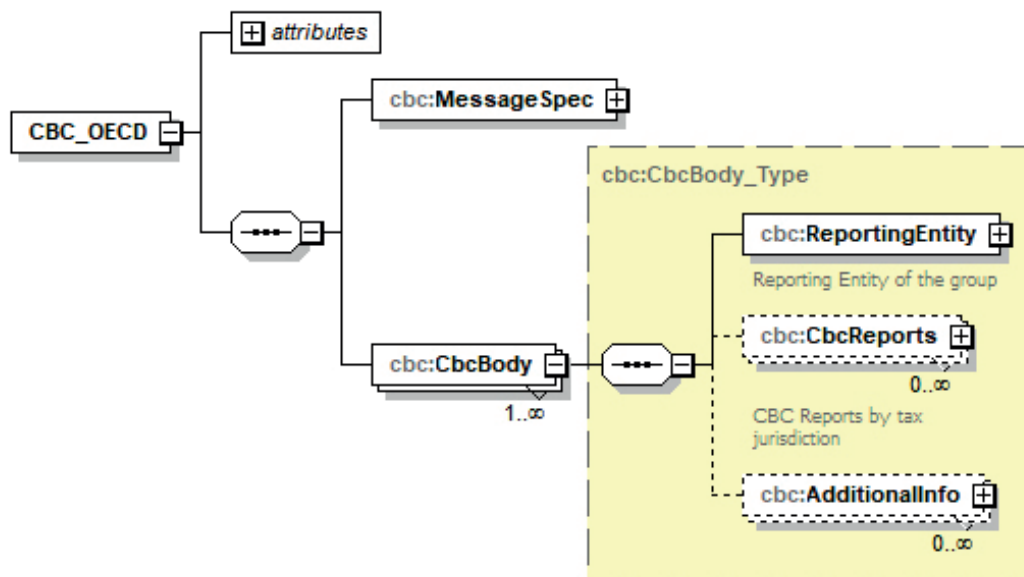 attributes
cbc:MessageSpec
CBC_OECD
cbc:CbcBody_Type
cbc:ReportingEntity
Reporting Entity of the group
cbc:CbcReports
0..∞
cbc:CbcBody
1..∞
CBC Reports by tax
jurisdiction
cbc:AdditionalInfo
0..∞